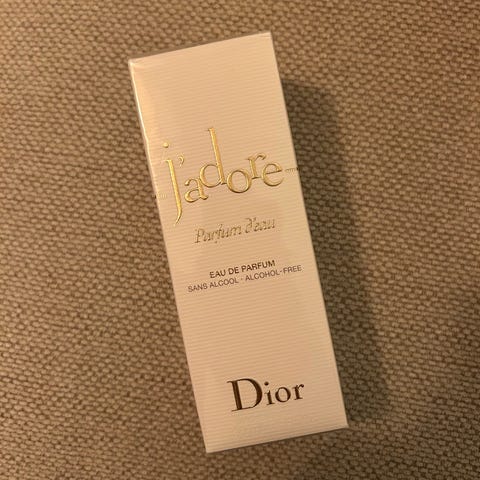 j'adore
Parfum d'eau
EAU DE PARFUM
SANS ALCOOL - ALCOHOL-FREE
Dior